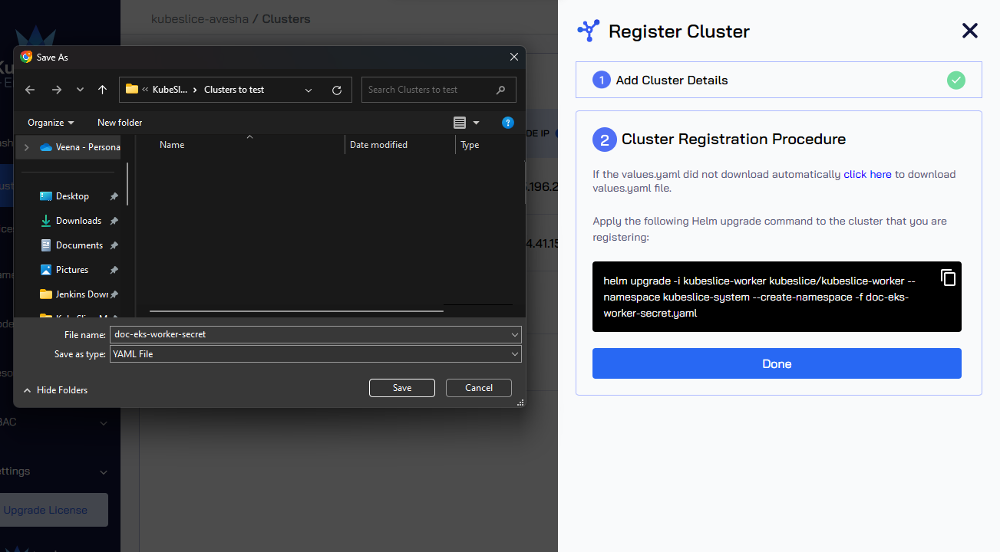 kubeslice-avesha / Clusters
Save As
KubeSl...
Clusters to test
Search Clusters to test
Organize
New folder
Veena - Persona
Name
Date modified
Type
Desktop
Downloads
Documents
Pictures
Jenkins Down
File name:
doc-eks-worker-secret
Save as type:
YAML File
Hide Folders
Save
Cancel
DE IP
.196.2
4.41.15
BAC
ettings
Upgrade License
Register Cluster
1 Add Cluster Details
2 Cluster Registration Procedure
If the values.yaml did not download automatically click here to download
values.yaml file.
Apply the following Helm upgrade command to the cluster that you are
registering:
helm upgrade -i kubeslice-worker kubeslice/kubeslice-worker --
namespace kubeslice-system --create-namespace -f doc-eks-
worker-secret.yaml
Done